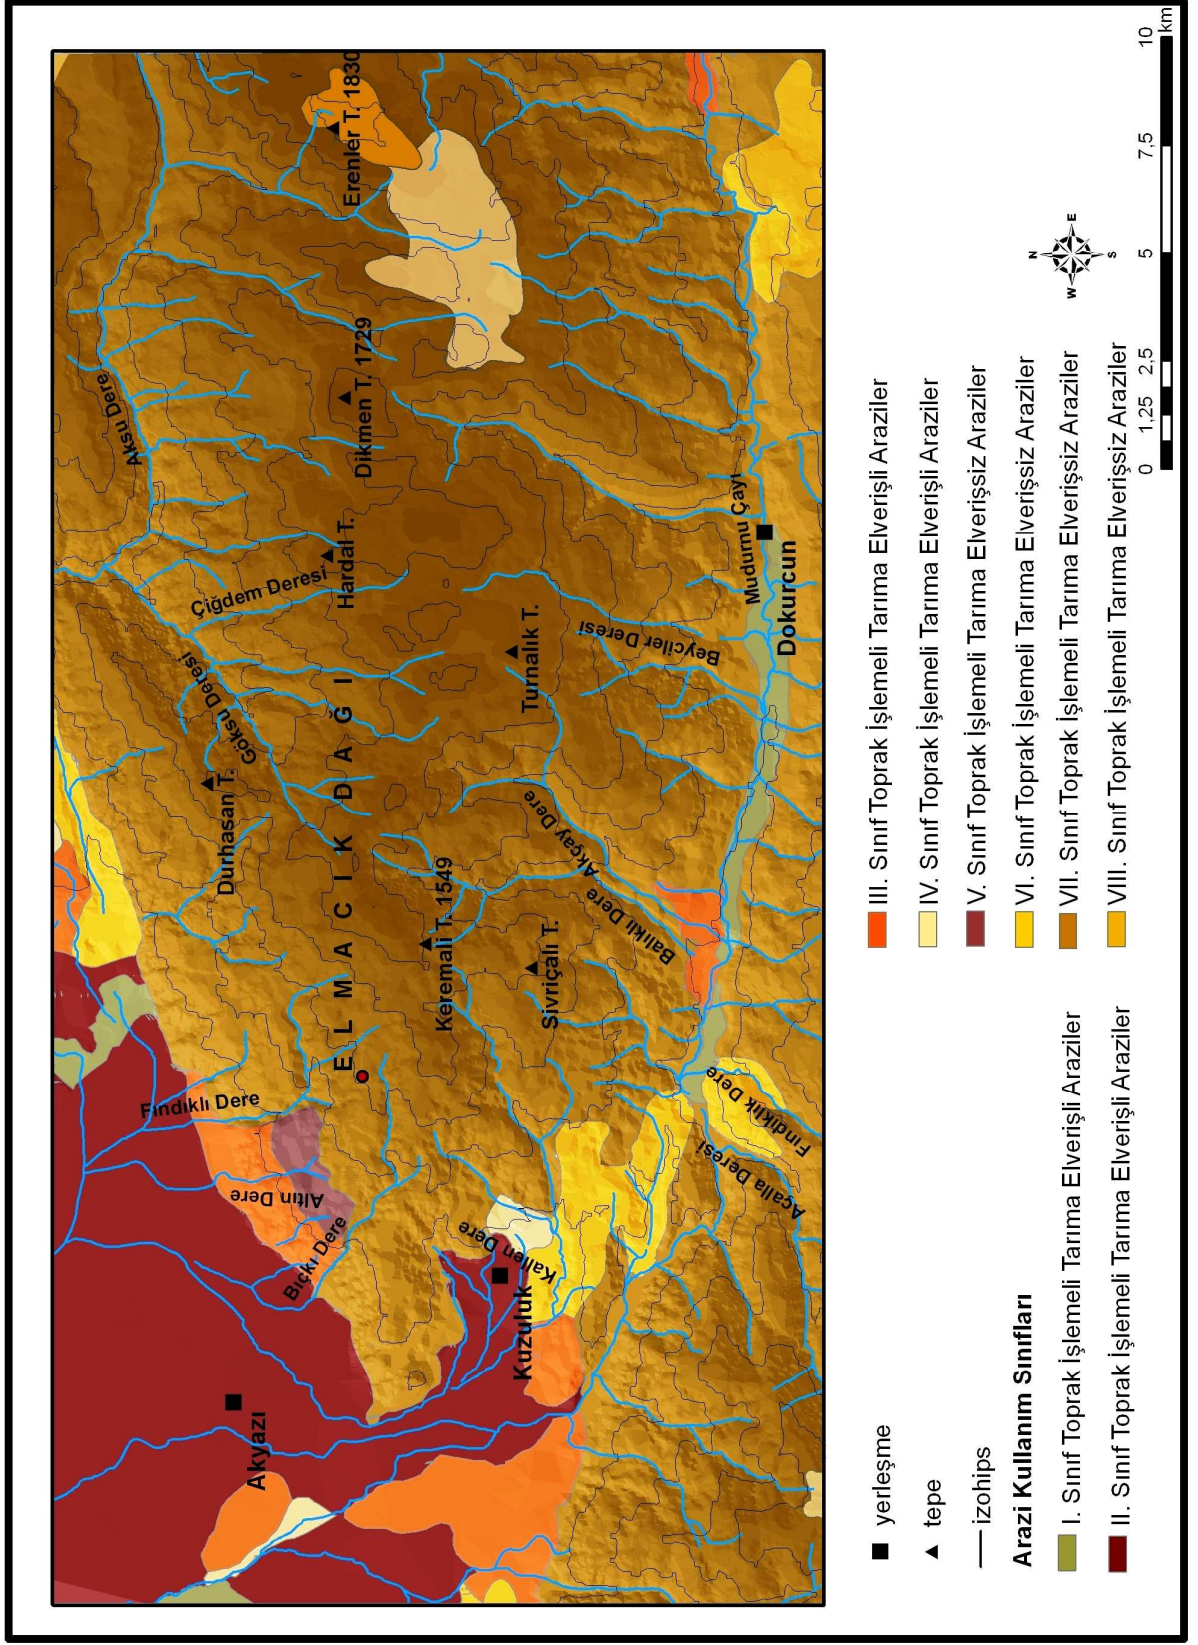 Aksu Dere
Erenler T. 1830
Dikmen T. 1729
Çiğdem Deresi
Hardal T.
Göksu Deresi
Durhasan T.
ELMACIK DAĞI
Turnalık T.
Beyciler Deresi
Mudurnu Çayı
Dokurcun
Akçay Dere
Balıklı Dere
Keremali T. 1549
Sivriçalı T.
Fındıklı Dere
Altın Dere
Bıçkı Dere
Kallen Dere
Kuzuluk
Akyazı
Fındıklık Dere
Açalla Deresi
yerleşme
tepe
izohips
Arazi Kullanım Sınıfları
I. Sınıf Toprak İşlemeli Tarıma Elverişli Araziler
II. Sınıf Toprak İşlemeli Tarıma Elverişli Araziler
III. Sınıf Toprak İşlemeli Tarıma Elverişli Araziler
IV. Sınıf Toprak İşlemeli Tarıma Elverişli Araziler
V. Sınıf Toprak İşlemeli Tarıma Elverişsiz Araziler
VI. Sınıf Toprak İşlemeli Tarıma Elverişsiz Araziler
VII. Sınıf Toprak İşlemeli Tarıma Elverişsiz Araziler
VIII. Sınıf Toprak İşlemeli Tarıma Elverişsiz Araziler
N
W E
S
0 1,25 2,5 5 7,5 10
km